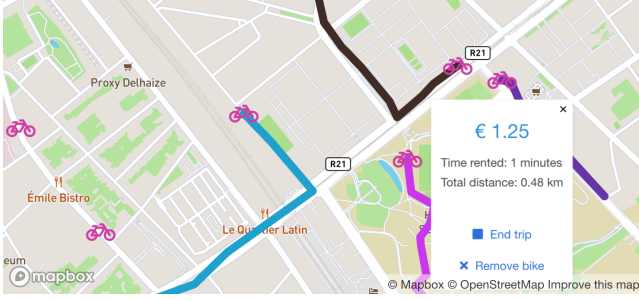 R21
Proxy Delhaize
×
€ 1.25
Time rented: 1 minutes
Total distance: 0.48 km
R21
Émile Bistro
Le Quartier Latin
End trip
× Remove bike
eum
mapbox
© Mapbox © OpenStreetMap Improve this map